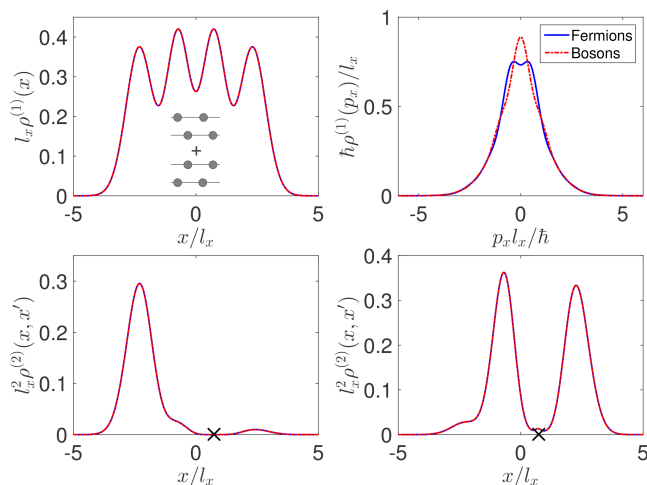 0.4
0.3
0.2
0.1
0
-5 0 5
l_xρ^{(1)}(x)
x/l_x
+
1
0.5
0
-5 0 5
ħρ^{(1)}(p_x)/l_x
p_xl_x/ħ
Fermions
Bosons
0.3
0.2
0.1
0
-5 0 5
l_x^2ρ^{(2)}(x, x′)
x/l_x
0.4
0.3
0.2
0.1
0
-5 0 5
l_x^2ρ^{(2)}(x, x′)
x/l_x